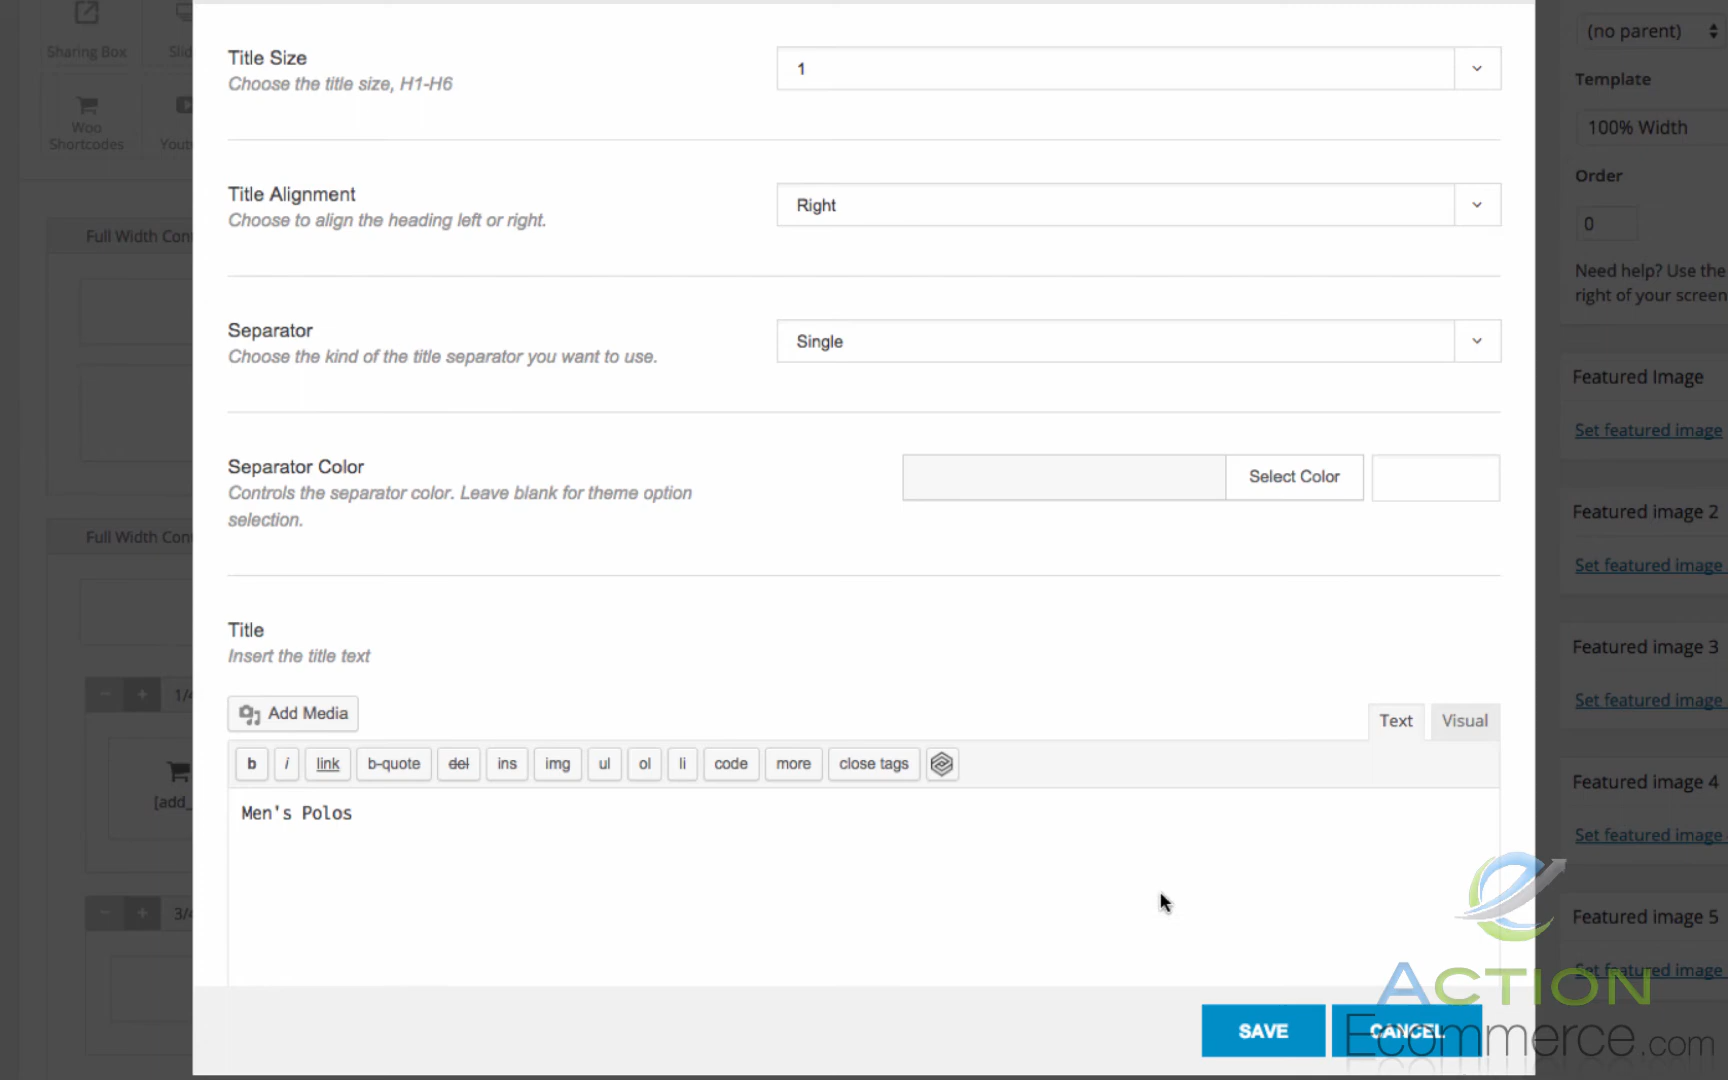 Sharing Box
Woo
Shortcodes
Full Width Con
Full Width Con
1/4
[add_
3/4
Title Size
Choose the title size, H1-H6
1
Title Alignment
Choose to align the heading left or right.
Right
Separator
Choose the kind of the title separator you want to use.
Single
Separator Color
Controls the separator color. Leave blank for theme option
selection.
Select Color
Title
Insert the title text
Add Media
Text Visual
b i link b-quote del ins img ul ol li code more close tags
Men's Polos
SAVE CANCEL
(no parent)
Template
100% Width
Order
0
Need help? Use the
right of your screen
Featured Image
Set featured image
Featured image 2
Set featured image
Featured image 3
Set featured image
Featured image 4
Set featured image
Featured image 5
Set featured image
ACTION
Ecommerce.com